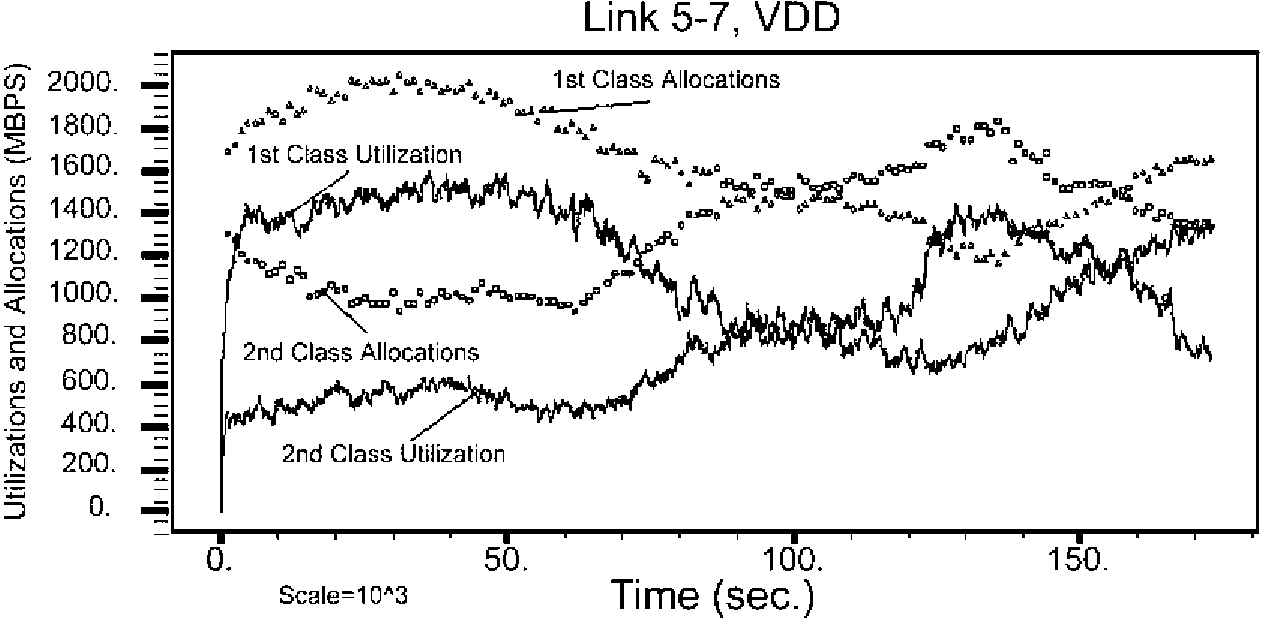 Link 5-7, VDD
Utilizations and Allocations (MBPS)
2000.
1800.
1600.
1400.
1200.
1000.
800.
600.
400.
200.
0.
1st Class Allocations
1st Class Utilization
2nd Class Allocations
2nd Class Utilization
0.
50.
100.
150.
Scale=10^3
Time (sec.)